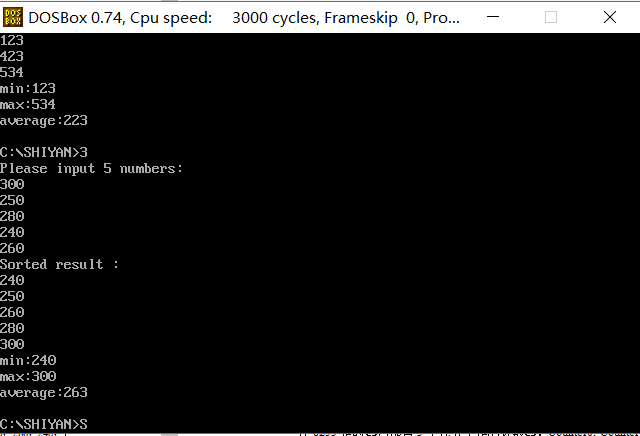 DOSBox 0.74, Cpu speed: 3000 cycles, Frameskip 0, Pro...
123
423
534
min:123
max:534
average:223
C:\SHIYAN>3
Please input 5 numbers:
300
250
280
240
260
Sorted result :
240
250
260
280
300
min:240
max:300
average:263
C:\SHIYAN>S